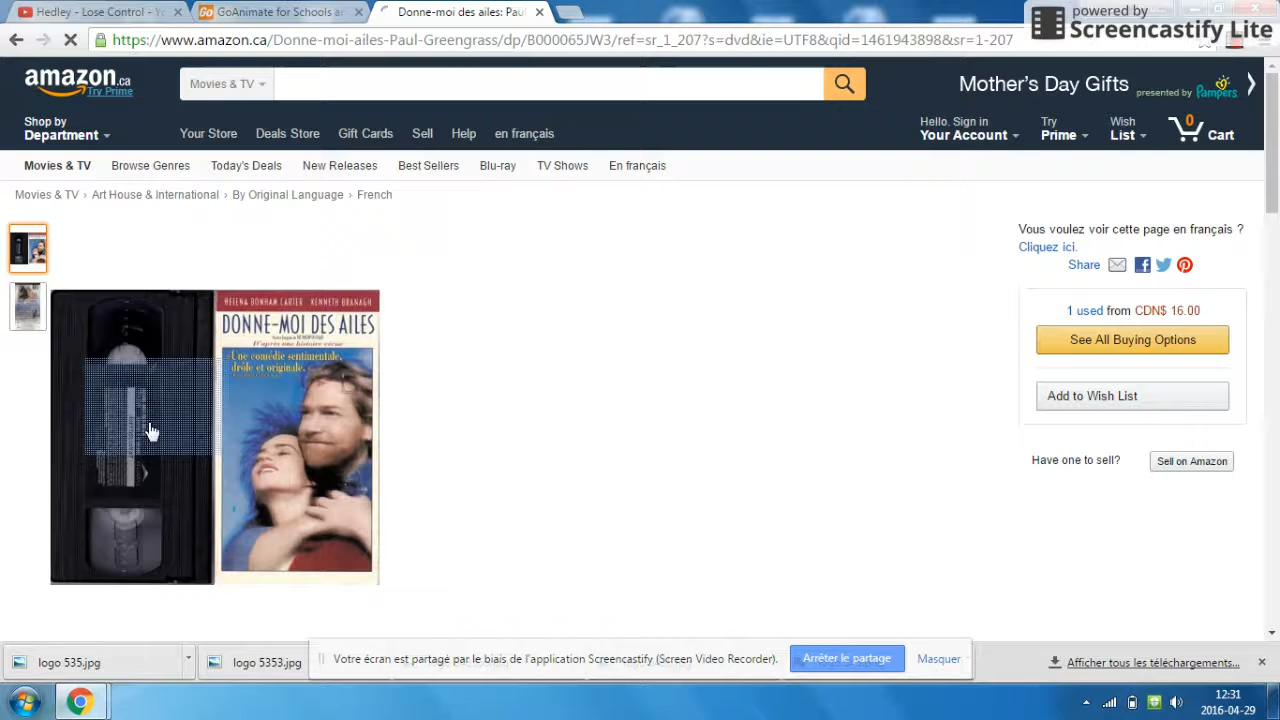 Hedley - Lose Control - Yo
GoAnimate for Schools an
Donne-moi des ailes: Paul
powered by
Screencastify Lite
https://www.amazon.ca/Donne-moi-ailes-Paul-Greengrass/dp/B000065JW3/ref=sr_1_207?s=dvd&ie=UTF8&qid=1461943898&sr=1-207
amazon.ca
Try Prime
Movies & TV
Mother's Day Gifts presented by Pampers
Shop by
Department
Your Store
Deals Store
Gift Cards
Sell
Help
en français
Hello. Sign in
Your Account
Try
Prime
Wish
List
0
Cart
Movies & TV
Browse Genres
Today's Deals
New Releases
Best Sellers
Blu-ray
TV Shows
En français
Movies & TV › Art House & International › By Original Language › French
Vous voulez voir cette page en français ?
Cliquez ici.
Share
HELENA BONHAM CARTER KENNETH BRANAGH
DONNE-MOI DES AILES
D'après une histoire vécue
Une comédie sentimentale,
drôle et originale.
1 used from CDN$ 16.00
See All Buying Options
Add to Wish List
Have one to sell?
Sell on Amazon
logo 535.jpg
logo 5353.jpg
Votre écran est partagé par le biais de l'application Screencastify (Screen Video Recorder).
Arrêter le partage
Masquer
Afficher tous les téléchargements...
12:31
2016-04-29